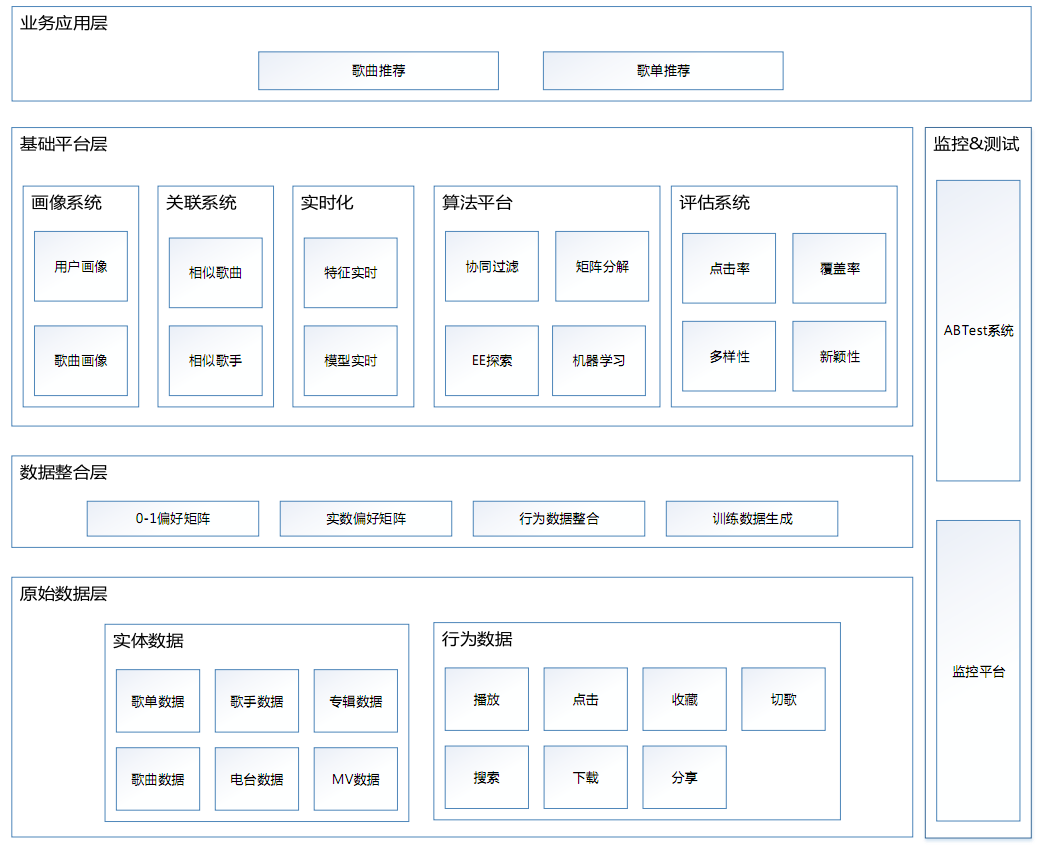 业务应用层
歌曲推荐
歌单推荐
基础平台层
画像系统
用户画像
歌曲画像
关联系统
相似歌曲
相似歌手
实时化
特征实时
模型实时
算法平台
协同过滤
矩阵分解
EE探索
机器学习
评估系统
点击率
覆盖率
多样性
新颖性
监控&测试
ABTest系统
监控平台
数据整合层
0-1偏好矩阵
实数偏好矩阵
行为数据整合
训练数据生成
原始数据层
实体数据
歌单数据
歌手数据
专辑数据
歌曲数据
电台数据
MV数据
行为数据
播放
点击
收藏
切歌
搜索
下载
分享